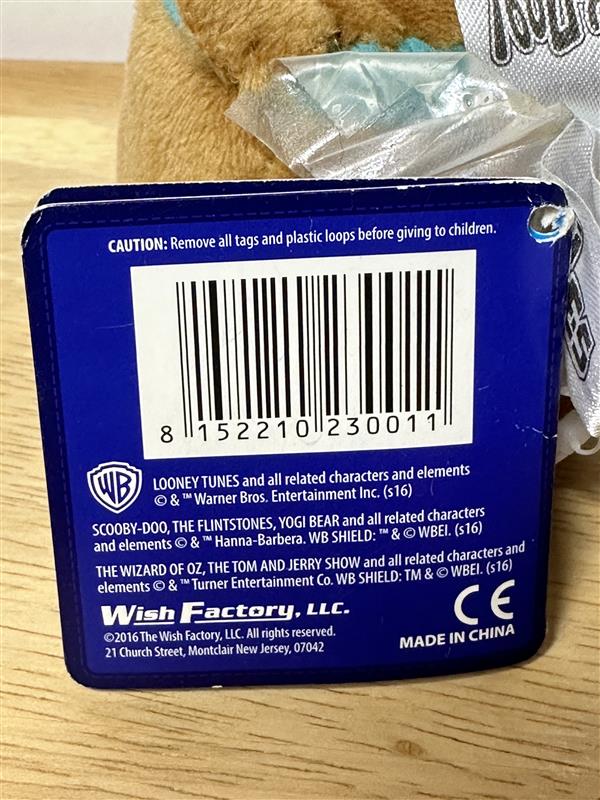 CAUTION: Remove all tags and plastic loops before giving to children.
8 152210 230011
WB
LOONEY TUNES and all related characters and elements
© & ™ Warner Bros. Entertainment Inc. (s16)
SCOOBY-DOO, THE FLINTSTONES, YOGI BEAR and all related characters
and elements © & ™ Hanna-Barbera. WB SHIELD: ™ & © WBEI. (s16)
THE WIZARD OF OZ, THE TOM AND JERRY SHOW and all related characters and
elements © & ™ Turner Entertainment Co. WB SHIELD: TM & © WBEI. (s16)
Wish Factory, LLC.
CE
©2016 The Wish Factory, LLC. All rights reserved.
21 Church Street, Montclair New Jersey, 07042
MADE IN CHINA